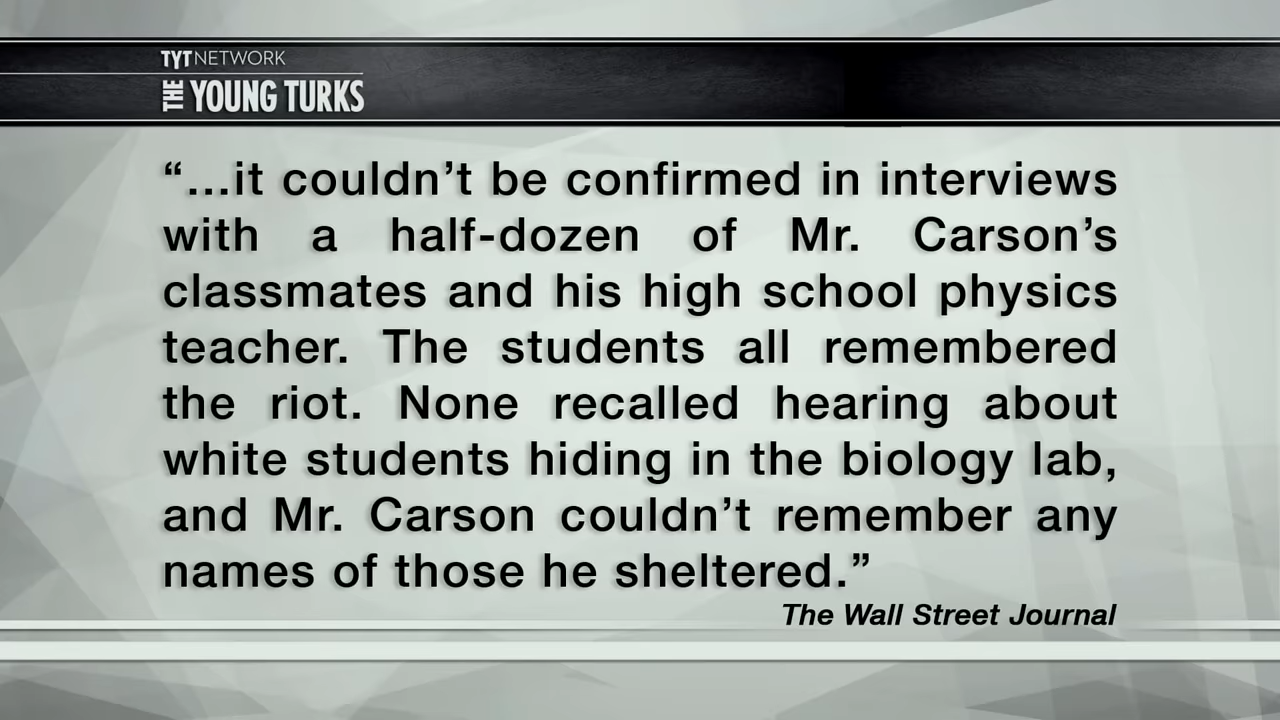 TYT NETWORK
THE YOUNG TURKS
“...it couldn’t be confirmed in interviews
with a half-dozen of Mr. Carson’s
classmates and his high school physics
teacher. The students all remembered
the riot. None recalled hearing about
white students hiding in the biology lab,
and Mr. Carson couldn’t remember any
names of those he sheltered.”
The Wall Street Journal